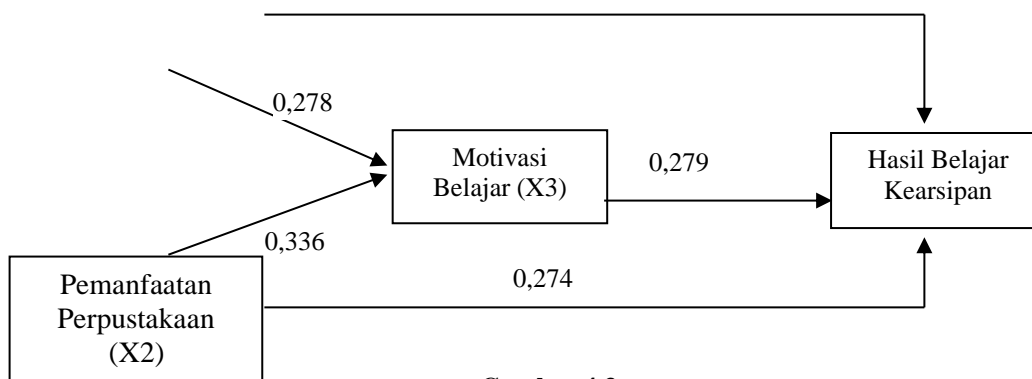 0,278
Motivasi
Belajar (X3)
0,279
Hasil Belajar
Kearsipan
0,336
Pemanfaatan
Perpustakaan
(X2)
0,274